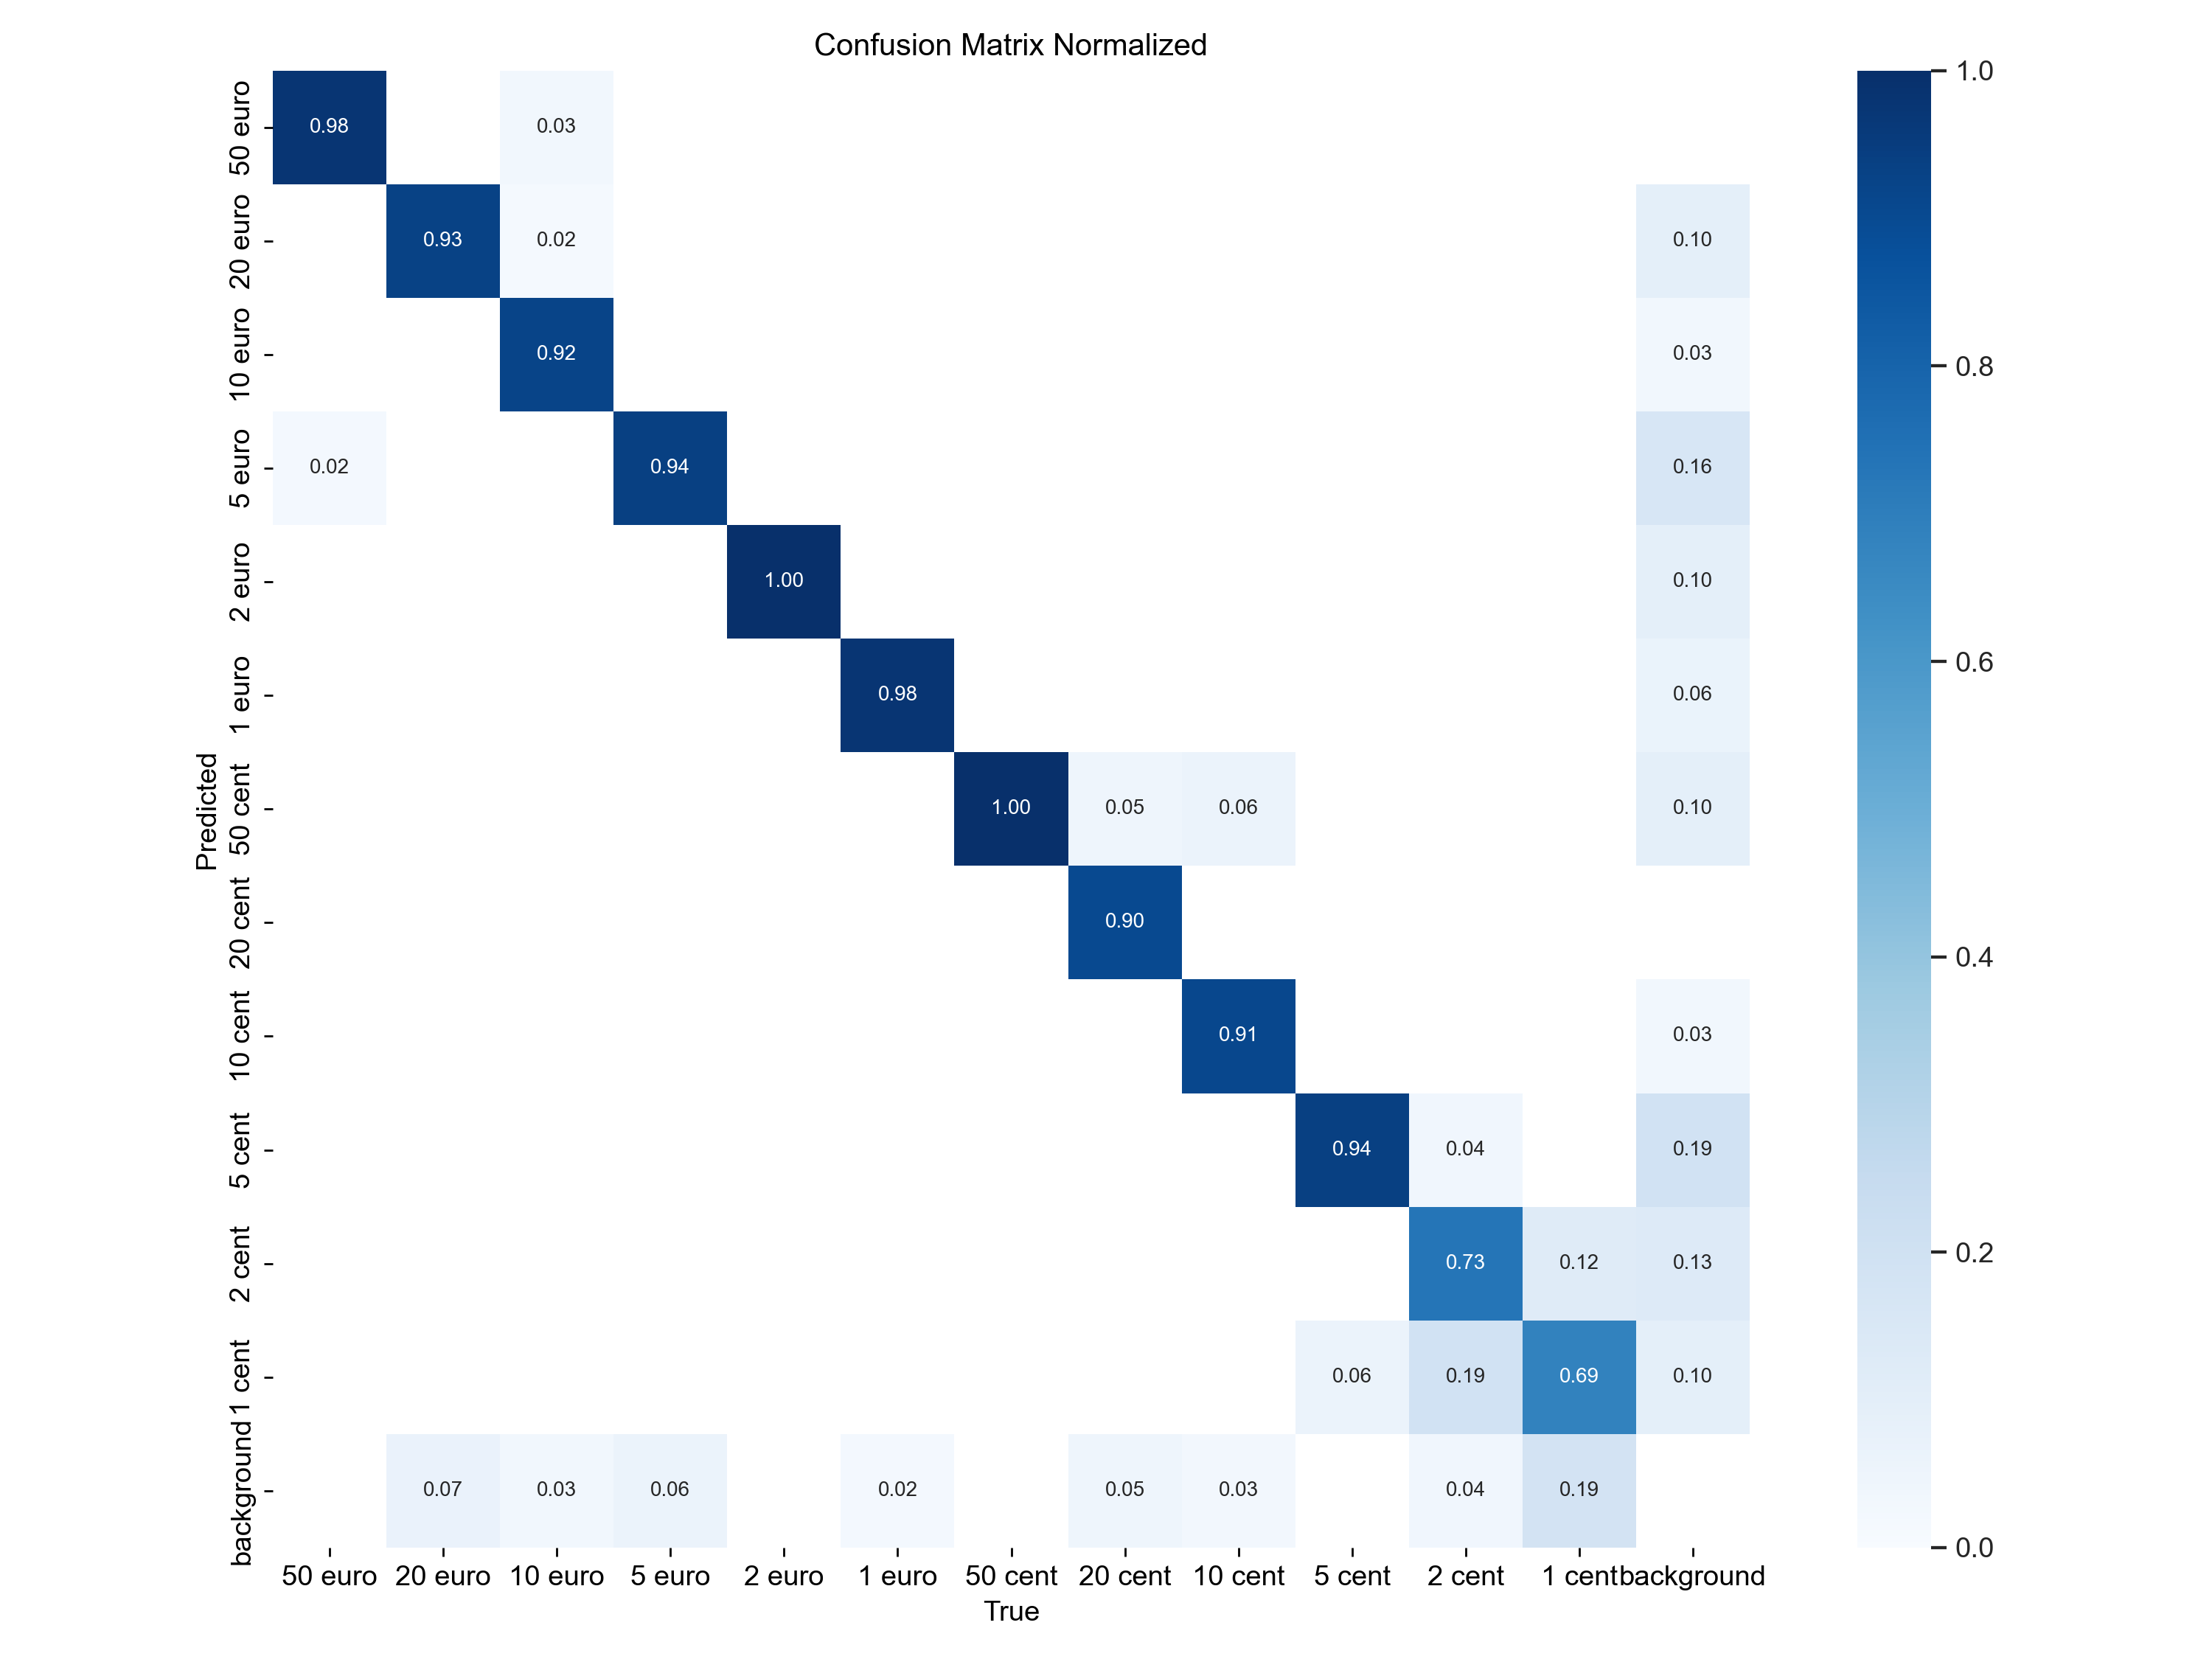 Confusion Matrix Normalized
50 euro 0.98 0.03 1.0
20 euro 0.93 0.02 0.10
10 euro 0.92 0.03 0.8
5 euro 0.02 0.94 0.16
2 euro 1.00 0.10
1 euro 0.98 0.06 0.6
Predicted
50 cent 1.00 0.05 0.06 0.10
20 cent 0.90 0.4
10 cent 0.91 0.03
5 cent 0.94 0.04 0.19
2 cent 0.73 0.12 0.13 0.2
1 cent 0.06 0.19 0.69 0.10
background 0.07 0.03 0.06 0.02 0.05 0.03 0.04 0.19 0.0
50 euro 20 euro 10 euro 5 euro 2 euro 1 euro 50 cent 20 cent 10 cent 5 cent 2 cent 1 cent background
True